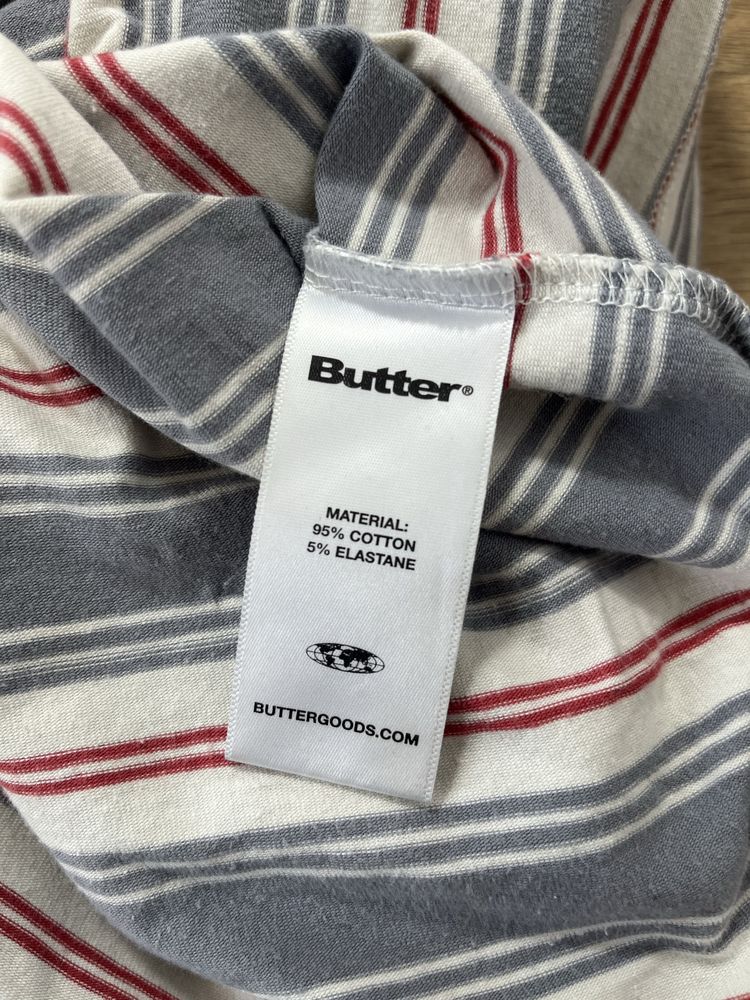 Butter®
MATERIAL:
95% COTTON
5% ELASTANE
BUTTERGOODS.COM